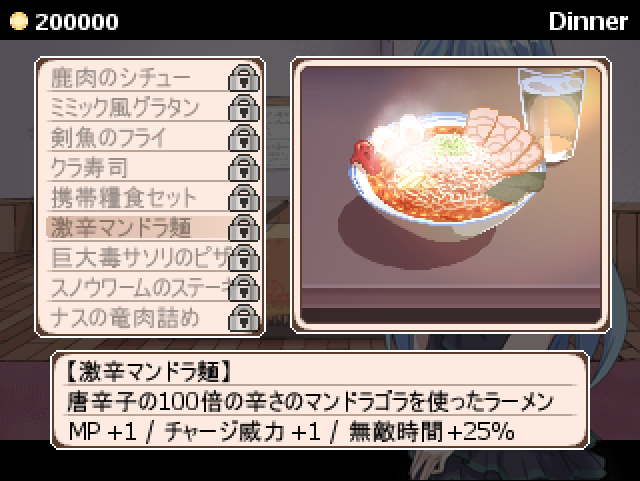 200000
Dinner
鹿肉のシチュー
ミミック風グラタン
剣魚のフライ
クラ寿司
携帯糧食セット
激辛マンドラ麺
巨大毒サソリのピザ
スノウワームのステーキ
ナスの竜肉詰め
【激辛マンドラ麺】
唐辛子の100倍の辛さのマンドラゴラを使ったラーメン
MP +1 / チャージ威力 +1 / 無敵時間 +25%